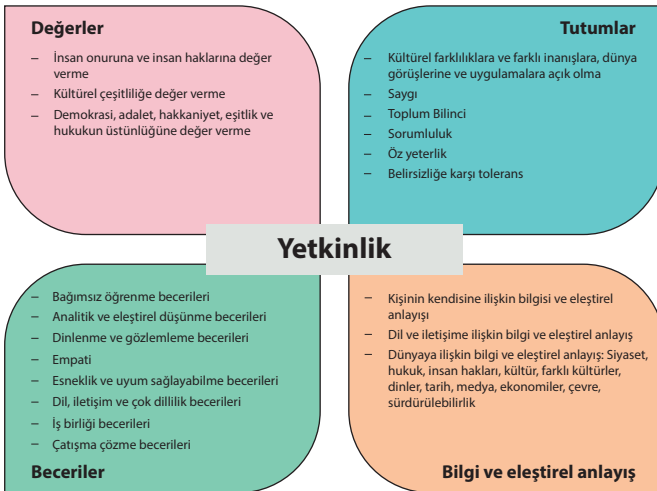 Değerler
– İnsan onuruna ve insan haklarına değer
verme
– Kültürel çeşitliliğe değer verme
– Demokrasi, adalet, hakkaniyet, eşitlik ve
hukukun üstünlüğüne değer verme
Tutumlar
– Kültürel farklılıklara ve farklı inanışlara, dünya
görüşlerine ve uygulamalara açık olma
– Saygı
– Toplum Bilinci
– Sorumluluk
– Öz yeterlik
– Belirsizliğe karşı tolerans
Yetkinlik
– Bağımsız öğrenme becerileri
– Analitik ve eleştirel düşünme becerileri
– Dinlenme ve gözlemleme becerileri
– Empati
– Esneklik ve uyum sağlayabilme becerileri
– Dil, iletişim ve çok dillilik becerileri
– İş birliği becerileri
– Çatışma çözme becerileri
Beceriler
– Kişinin kendisine ilişkin bilgisi ve eleştirel
anlayışı
– Dil ve iletişime ilişkin bilgi ve eleştirel anlayış
– Dünyaya ilişkin bilgi ve eleştirel anlayış: Siyaset,
hukuk, insan hakları, kültür, farklı kültürler,
dinler, tarih, medya, ekonomiler, çevre,
sürdürülebilirlik
Bilgi ve eleştirel anlayış